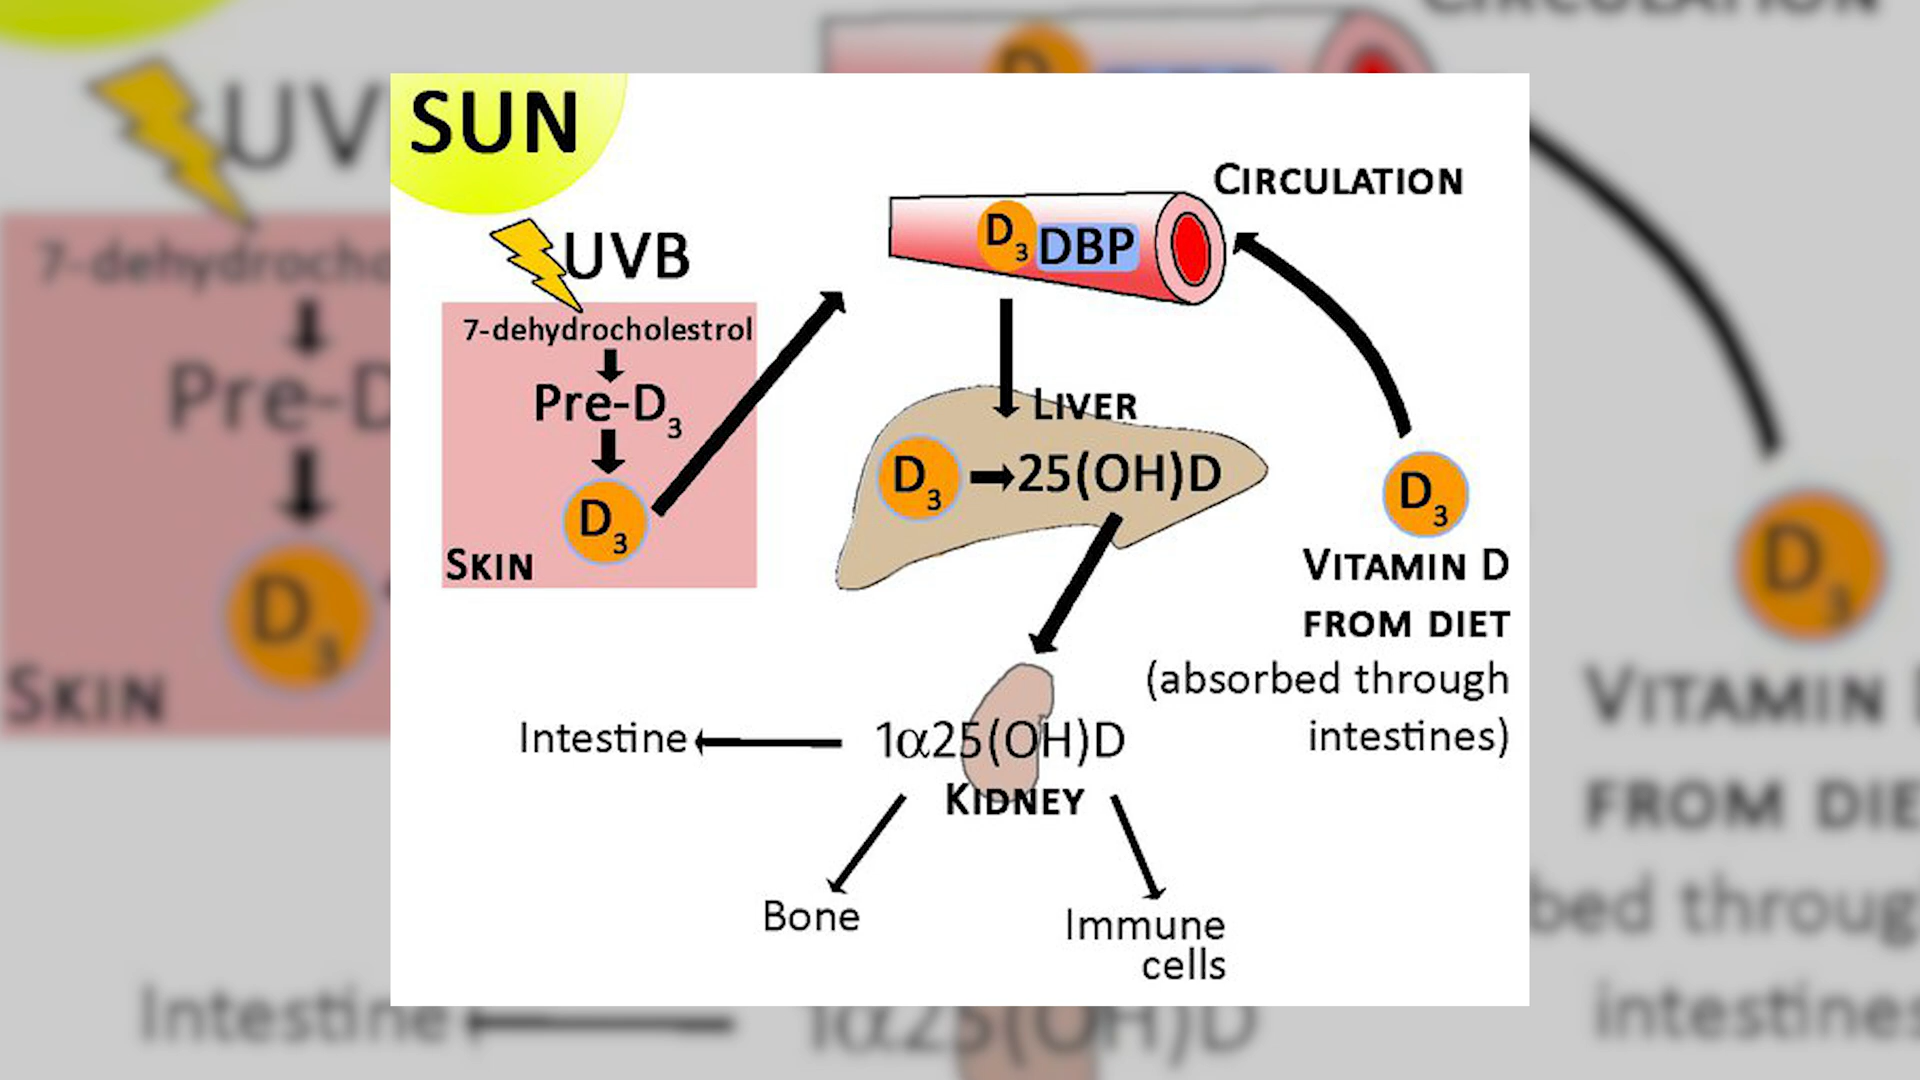 SUN
UVB
7-dehydrocholestrol
Pre-D3
D3
SKIN
CIRCULATION
D3 DBP
LIVER
D3 25(OH)D
D3
VITAMIN D
FROM DIET
(absorbed through
intestines)
Intestine
1α25(OH)D
KIDNEY
Bone
Immune
cells